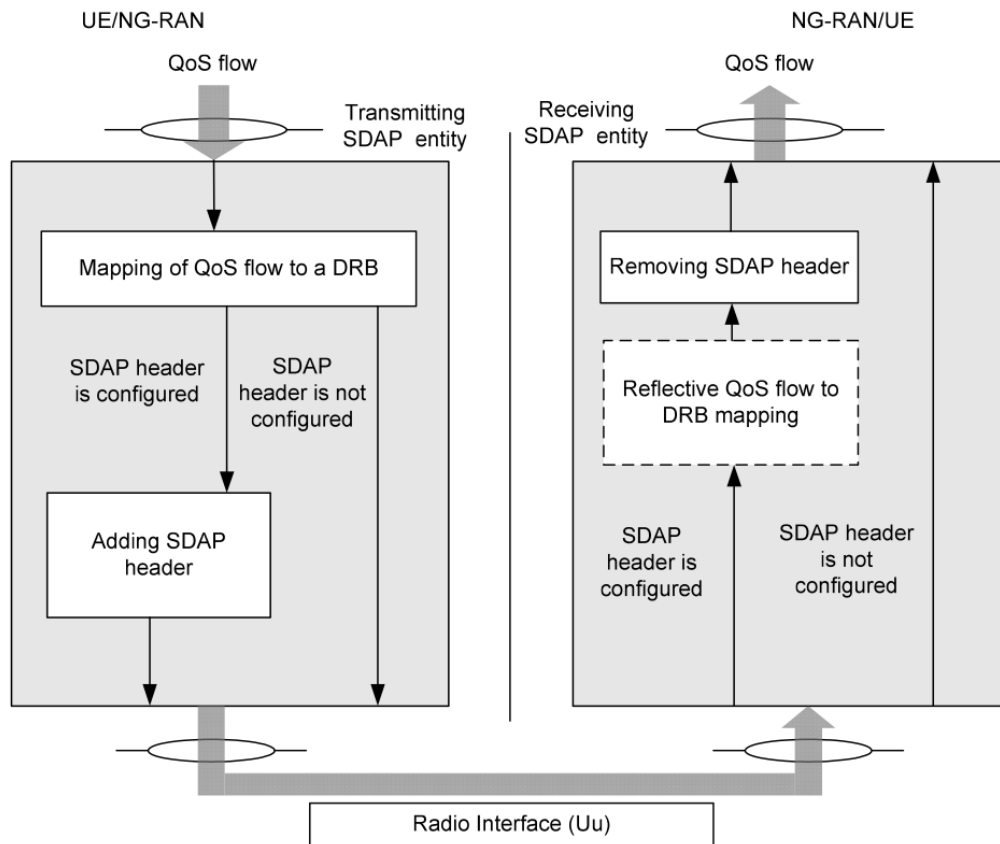 UE/NG-RAN
NG-RAN/UE
QoS flow
QoS flow
Transmitting
SDAP entity
Receiving
SDAP entity
Mapping of QoS flow to a DRB
SDAP header
is configured
SDAP
header is not
configured
Adding SDAP
header
Removing SDAP header
Reflective QoS flow to
DRB mapping
SDAP
header is
configured
SDAP header
is not
configured
Radio Interface (Uu)